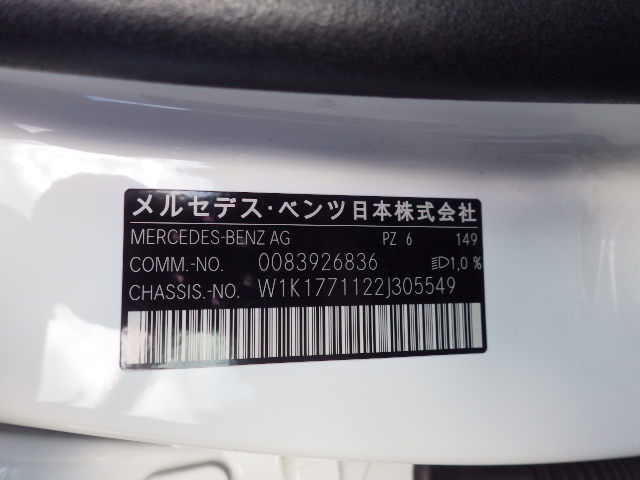 メルセデス・ベンツ日本株式会社
MERCEDES-BENZ AG PZ 6 149
COMM.-NO. 0083926836 1,0 %
CHASSIS.-NO. W1K1771122J305549